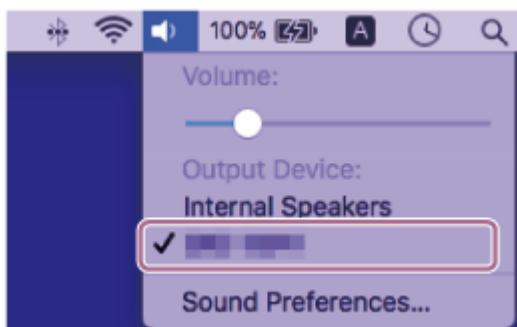 100% A
Volume:
Output Device:
Internal Speakers
Sound Preferences...